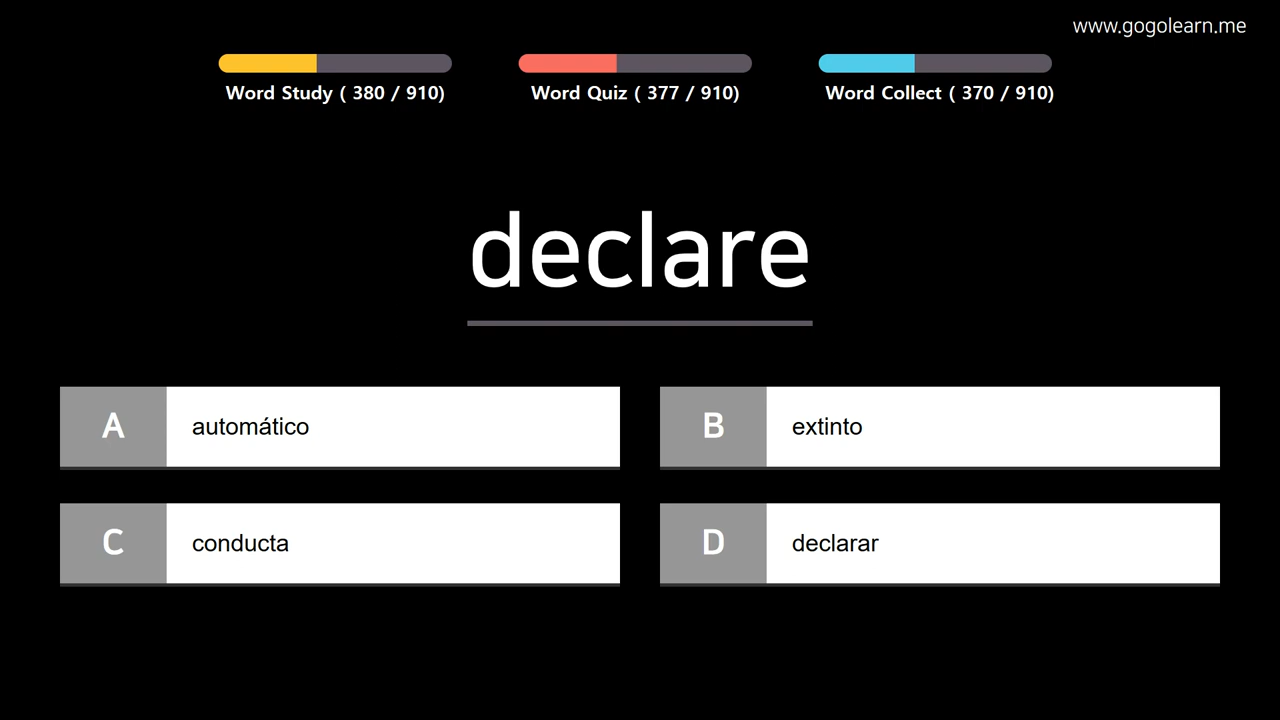 www.gogolearn.me
Word Study ( 380 / 910)
Word Quiz ( 377 / 910)
Word Collect ( 370 / 910)
declare
A automático
B extinto
C conducta
D declarar